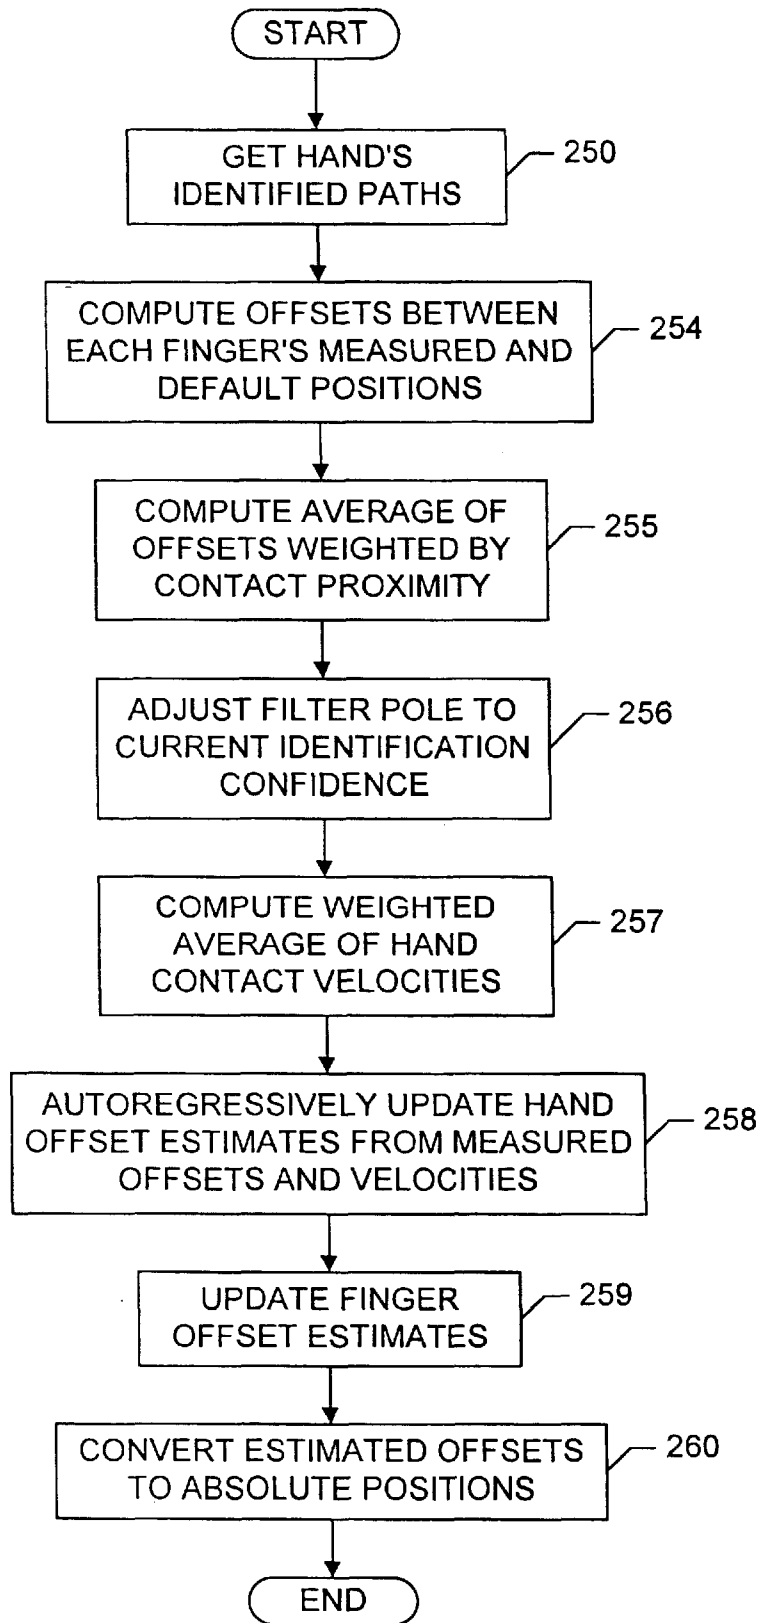 START
GET HAND'S
IDENTIFIED PATHS
250
COMPUTE OFFSETS BETWEEN
EACH FINGER'S MEASURED AND
DEFAULT POSITIONS
254
COMPUTE AVERAGE OF
OFFSETS WEIGHTED BY
CONTACT PROXIMITY
255
ADJUST FILTER POLE TO
CURRENT IDENTIFICATION
CONFIDENCE
256
COMPUTE WEIGHTED
AVERAGE OF HAND
CONTACT VELOCITIES
257
AUTOREGRESSIVELY UPDATE HAND
OFFSET ESTIMATES FROM MEASURED
OFFSETS AND VELOCITIES
258
UPDATE FINGER
OFFSET ESTIMATES
259
CONVERT ESTIMATED OFFSETS
TO ABSOLUTE POSITIONS
260
END